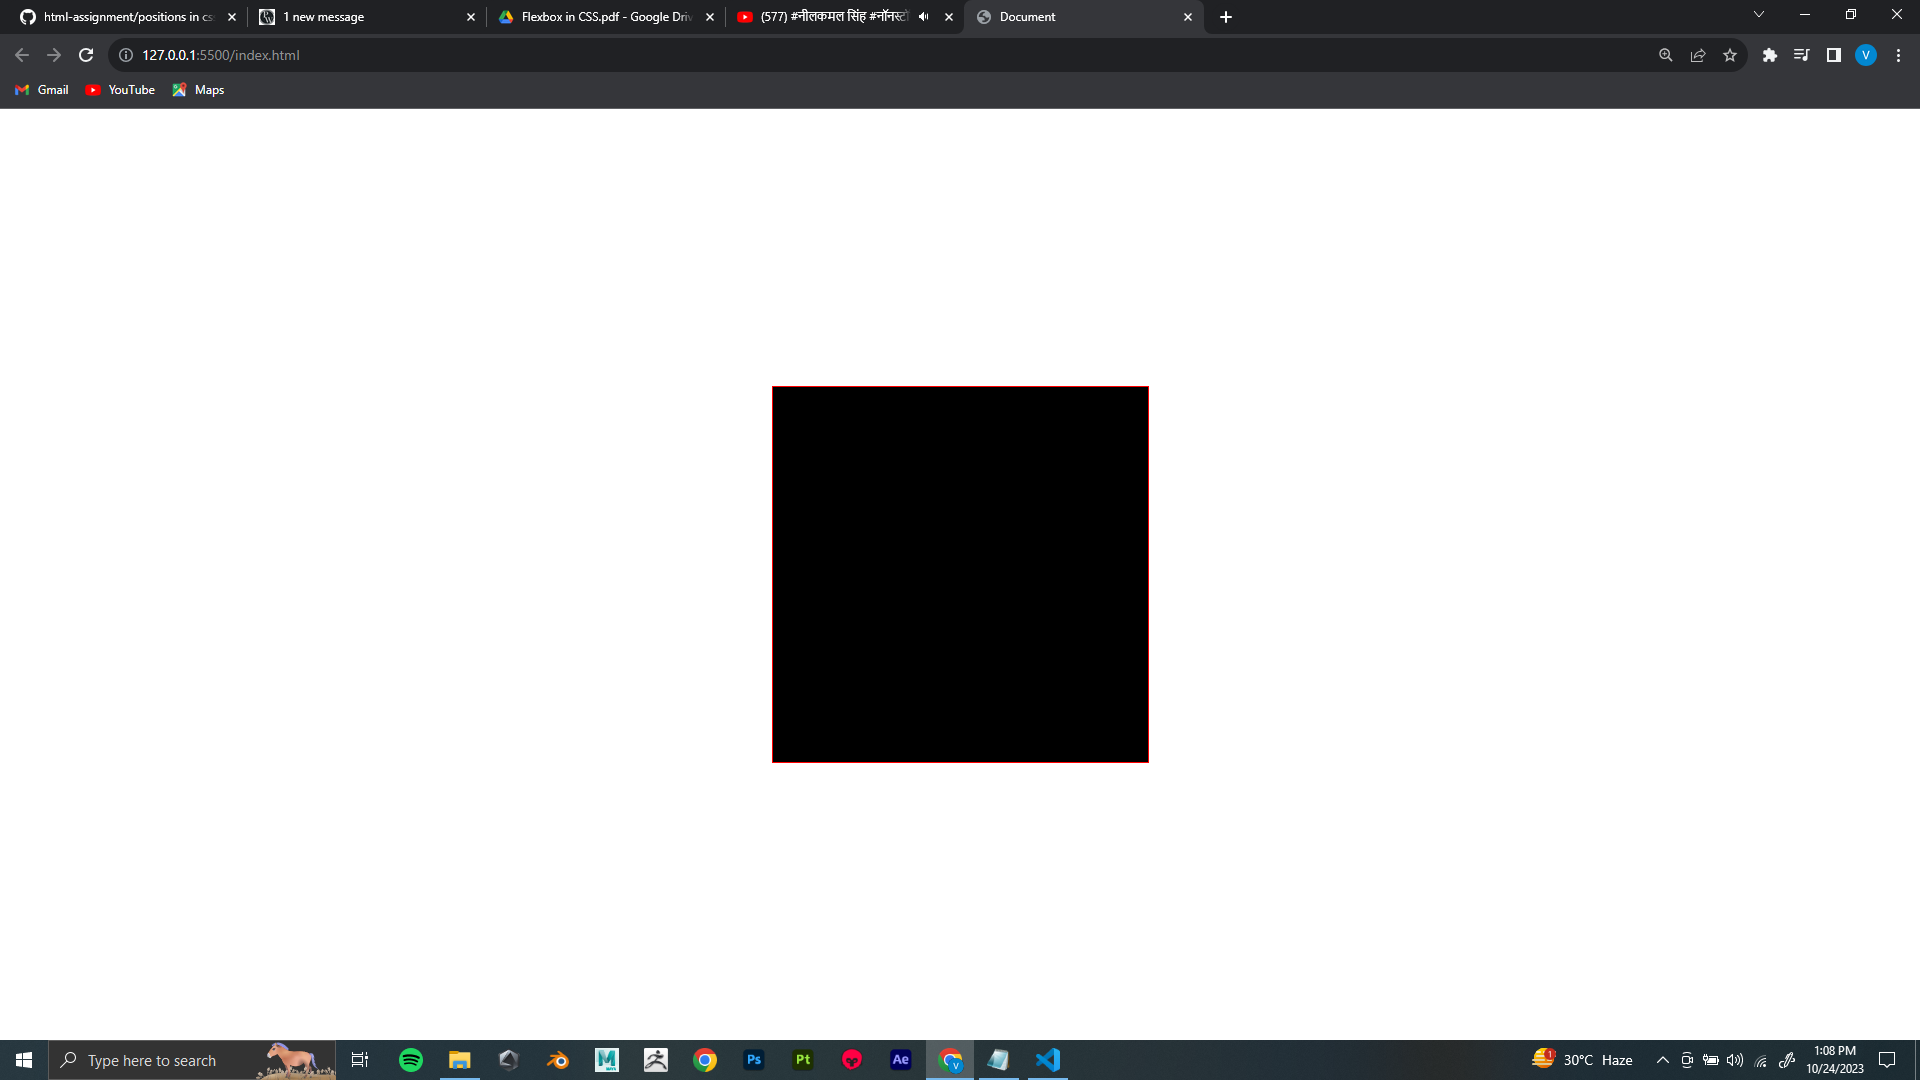 html-assignment/positions in cs
1 new message
Flexbox in CSS.pdf - Google Driv
(577) #नीलकमल सिंह #नॉनस्टो
Document
127.0.0.1:5500/index.html
V
Gmail
YouTube
Maps
Type here to search
Ps
Pt
Ae
V
1
30°C Haze
1:08 PM
10/24/2023